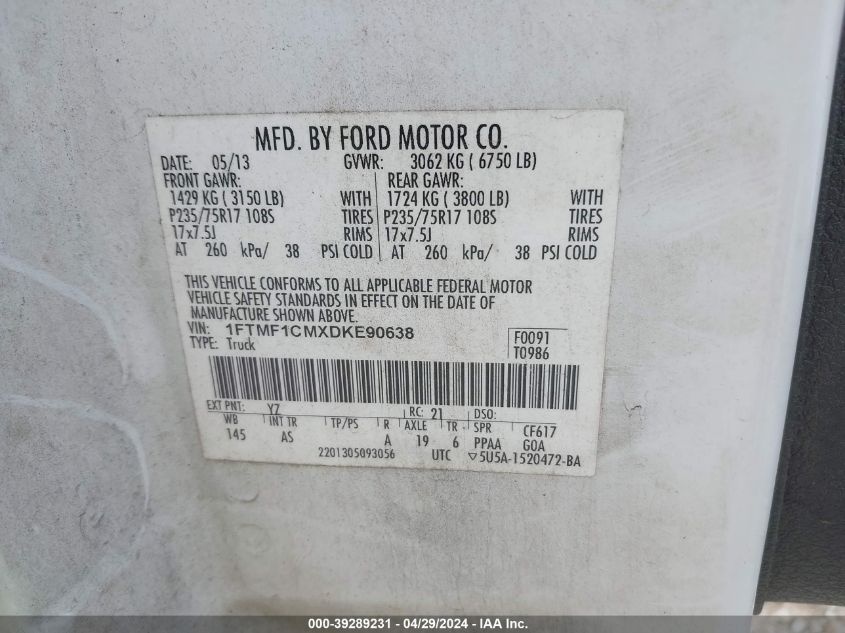 MFD. BY FORD MOTOR CO.
DATE: 05/13 GVWR: 3062 KG ( 6750 LB)
FRONT GAWR: REAR GAWR:
1429 KG ( 3150 LB) WITH 1724 KG ( 3800 LB) WITH
P235/75R17 108S TIRES P235/75R17 108S TIRES
17x7.5J RIMS 17x7.5J RIMS
AT 260 kPa/ 38 PSI COLD AT 260 kPa/ 38 PSI COLD
THIS VEHICLE CONFORMS TO ALL APPLICABLE FEDERAL MOTOR
VEHICLE SAFETY STANDARDS IN EFFECT ON THE DATE OF
MANUFACTURE SHOWN ABOVE.
VIN: 1FTMF1CMXDKE90638 F0091
TYPE: Truck T0986
EXT PNT: YZ RC: 21 DSO:
WB INT TR TP/PS R AXLE TR SPR CF617
145 AS A 19 6 PPAA GOA
2201305093056 UTC ▽5U5A-1520472-BA
000-39289231 - 04/29/2024 - IAA Inc.